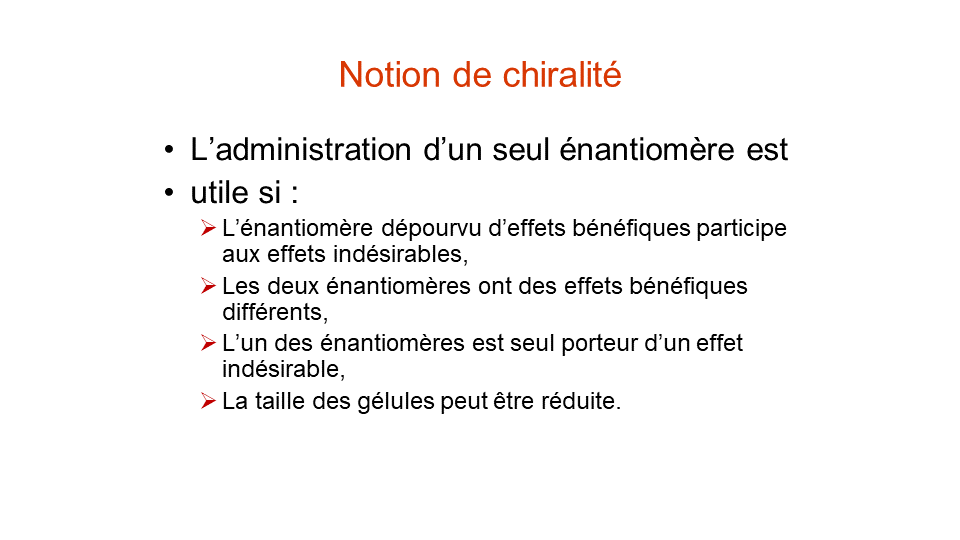 Notion de chiralité
• L’administration d’un seul énantiomère est
• utile si :
➢ L’énantiomère dépourvu d’effets bénéfiques participe
aux effets indésirables,
➢ Les deux énantiomères ont des effets bénéfiques
différents,
➢ L’un des énantiomères est seul porteur d’un effet
indésirable,
➢ La taille des gélules peut être réduite.